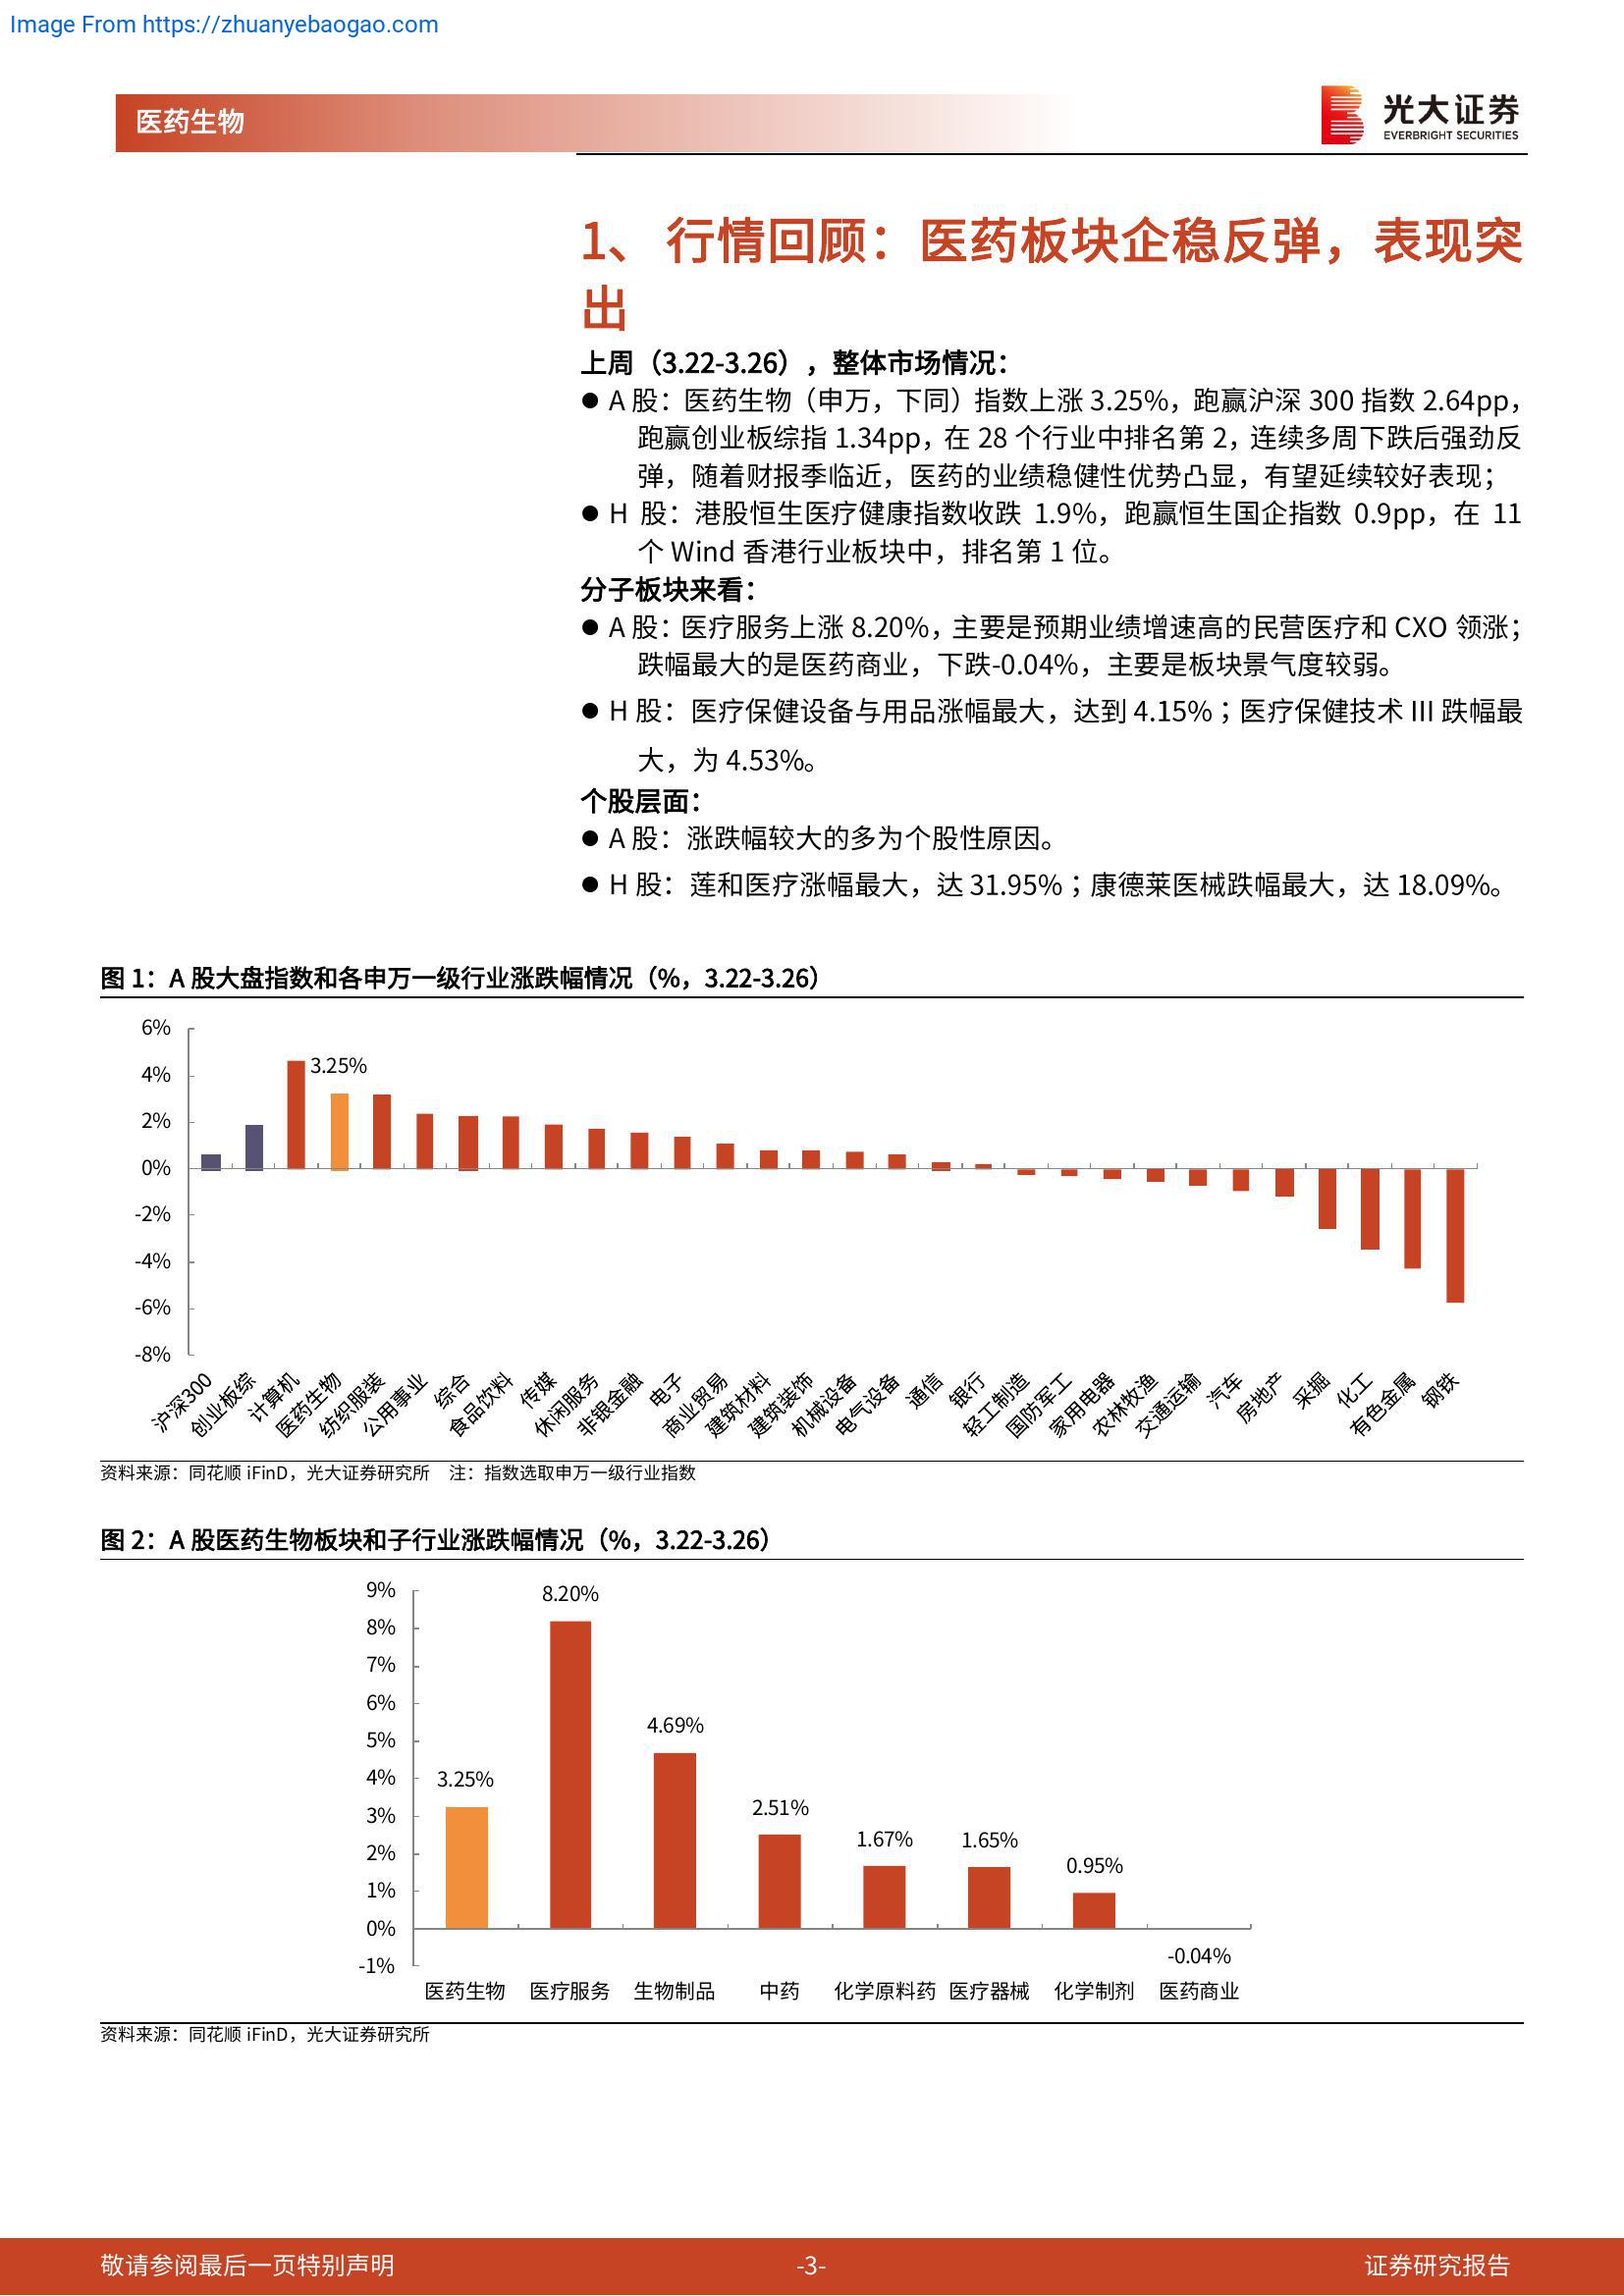 Image From https://zhuanyebaogao.com
医药生物
光大证券
EVERBRIGHT SECURITIES
1、 行情回顾：医药板块企稳反弹，表现突
出
上周（3.22-3.26），整体市场情况：
● A 股：医药生物（申万，下同）指数上涨 3.25%，跑赢沪深 300 指数 2.64pp，
跑赢创业板综指 1.34pp，在 28 个行业中排名第 2，连续多周下跌后强劲反
弹，随着财报季临近，医药的业绩稳健性优势凸显，有望延续较好表现；
● H 股：港股恒生医疗健康指数收跌 1.9%，跑赢恒生国企指数 0.9pp，在 11
个 Wind 香港行业板块中，排名第 1 位。
分子板块来看：
● A 股：医疗服务上涨 8.20%，主要是预期业绩增速高的民营医疗和 CXO 领涨；
跌幅最大的是医药商业，下跌-0.04%，主要是板块景气度较弱。
● H 股：医疗保健设备与用品涨幅最大，达到 4.15%；医疗保健技术 III 跌幅最
大，为 4.53%。
个股层面：
● A 股：涨跌幅较大的多为个股性原因。
● H 股：莲和医疗涨幅最大，达 31.95%；康德莱医械跌幅最大，达 18.09%。
图 1：A 股大盘指数和各申万一级行业涨跌幅情况（%，3.22-3.26）
6%
4%
2%
0%
-2%
-4%
-6%
-8%
3.25%
沪深300
创业板综
计算机
医药生物
纺织服装
公用事业
综合
食品饮料
传媒
休闲服务
非银金融
电子
商业贸易
建筑材料
建筑装饰
机械设备
电气设备
通信
银行
轻工制造
国防军工
家用电器
农林牧渔
交通运输
汽车
房地产
采掘
化工
有色金属
钢铁
资料来源：同花顺 iFinD，光大证券研究所 注：指数选取申万一级行业指数
图 2：A 股医药生物板块和子行业涨跌幅情况（%，3.22-3.26）
9%
8%
7%
6%
5%
4%
3%
2%
1%
0%
-1%
3.25%
8.20%
4.69%
2.51%
1.67%
1.65%
0.95%
-0.04%
医药生物 医疗服务 生物制品 中药 化学原料药 医疗器械 化学制剂 医药商业
资料来源：同花顺 iFinD，光大证券研究所
敬请参阅最后一页特别声明 -3- 证券研究报告